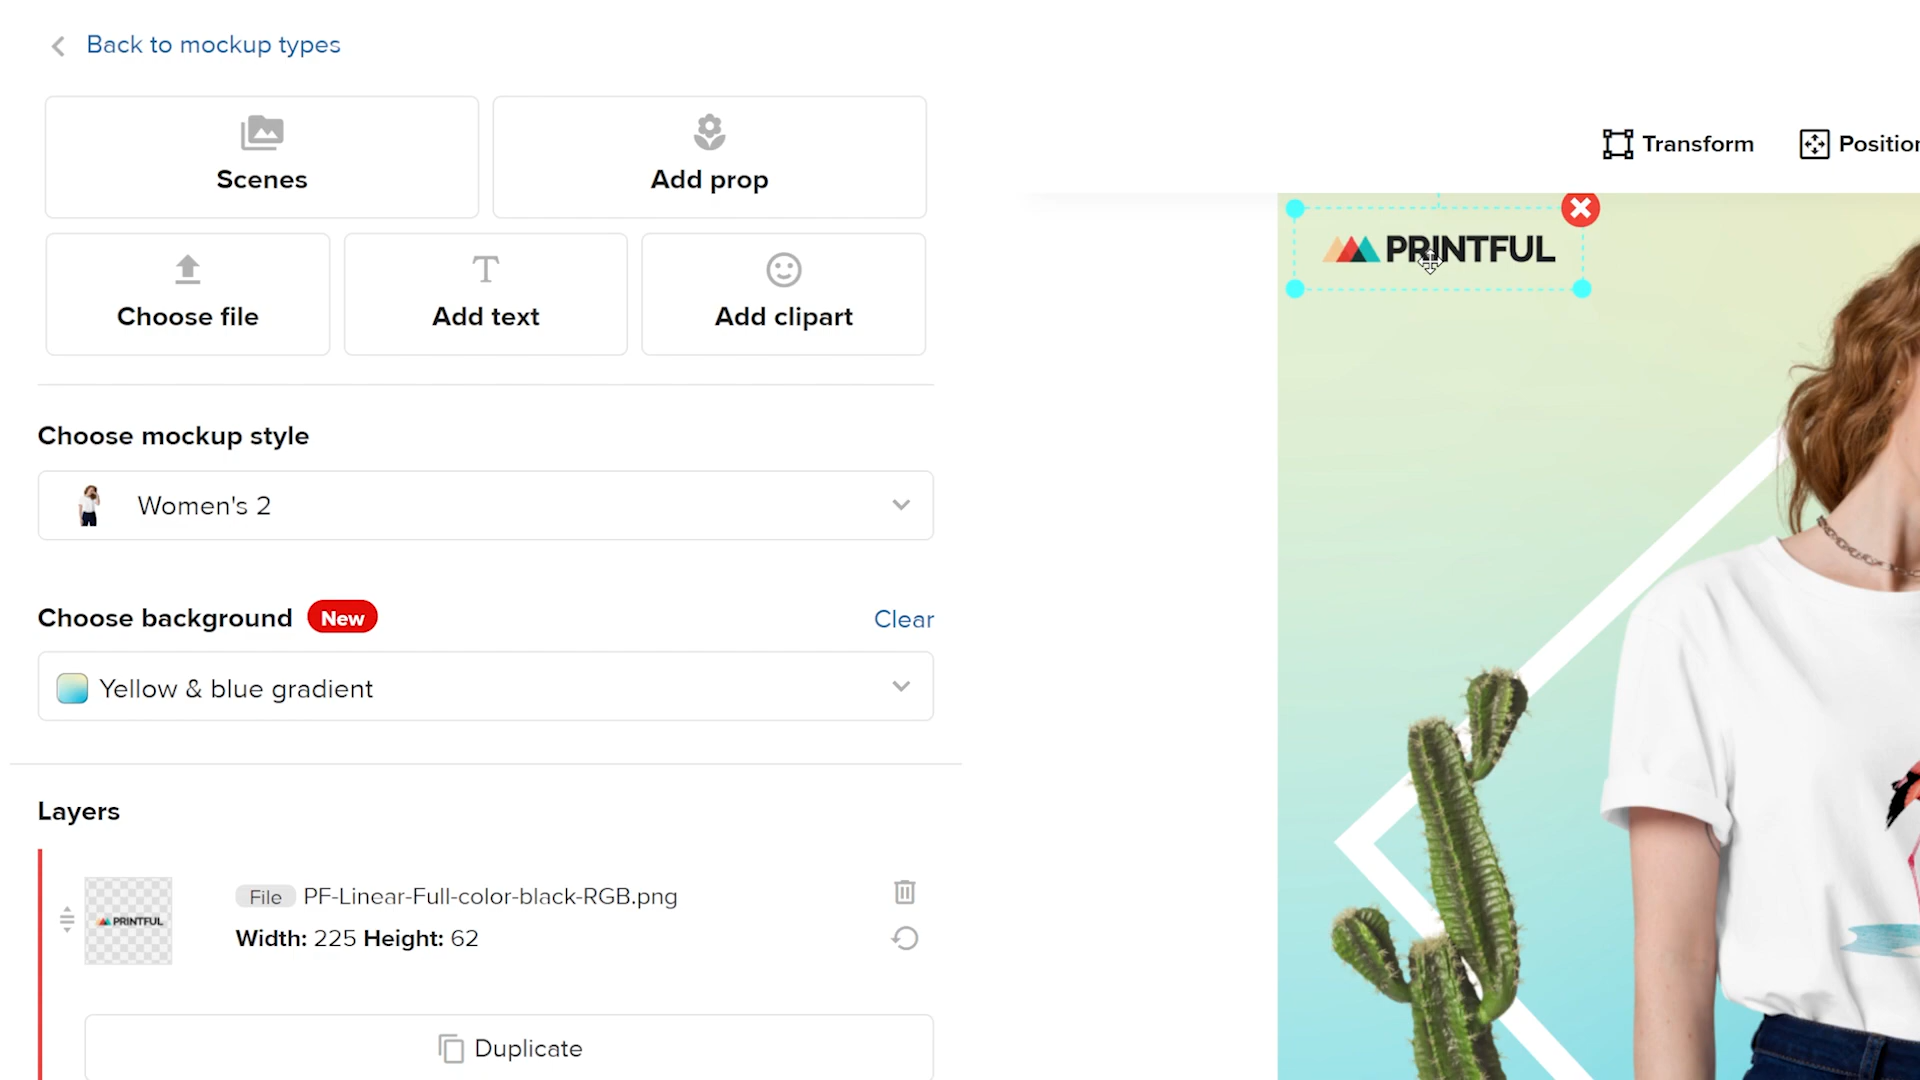 Back to mockup types
Scenes
Add prop
Choose file
Add text
Add clipart
Choose mockup style
Women's 2
Choose background New
Clear
Yellow & blue gradient
Layers
PRINTFUL
File PF-Linear-Full-color-black-RGB.png
Width: 225 Height: 62
Duplicate
Transform
Position
PRINTFUL